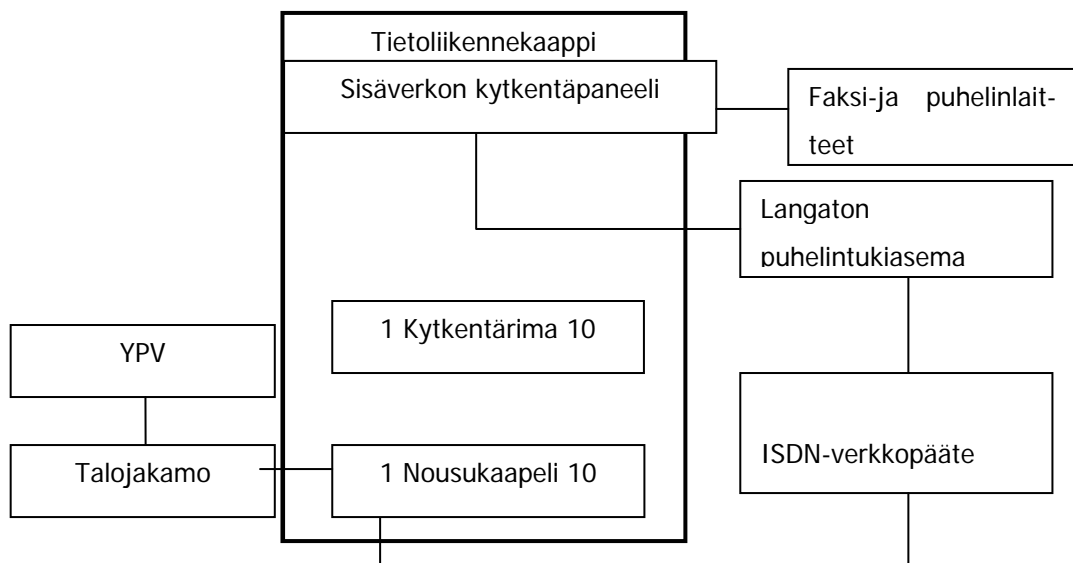 Tietoliikennekaappi
Sisäverkon kytkentäpaneeli
Faksi-ja puhelinlait-
teet
Langaton
puhelintukiasema
1 Kytkentärima 10
YPV
Talojakamo
1 Nousukaapeli 10
ISDN-verkkopääte